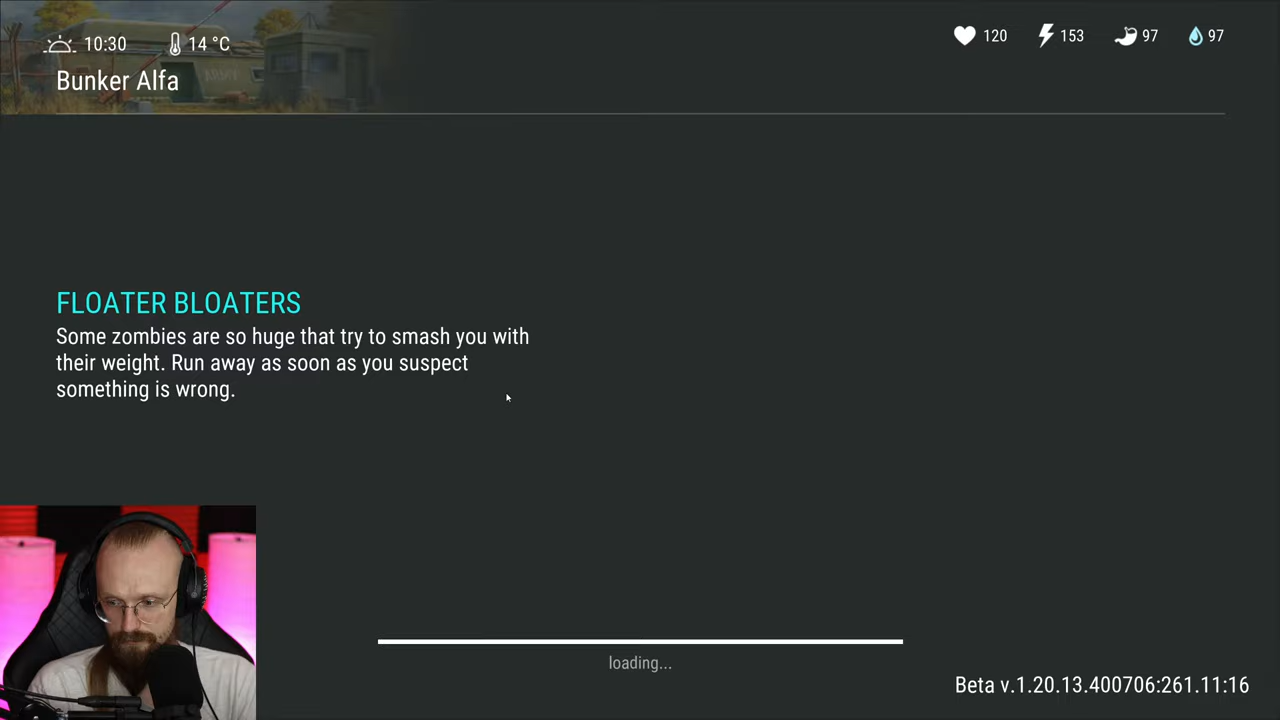 10:30 14 °C
120 153 97 97
Bunker Alfa
FLOATER BLOATERS
Some zombies are so huge that try to smash you with
their weight. Run away as soon as you suspect
something is wrong.
loading...
Beta v.1.20.13.400706:261.11:16